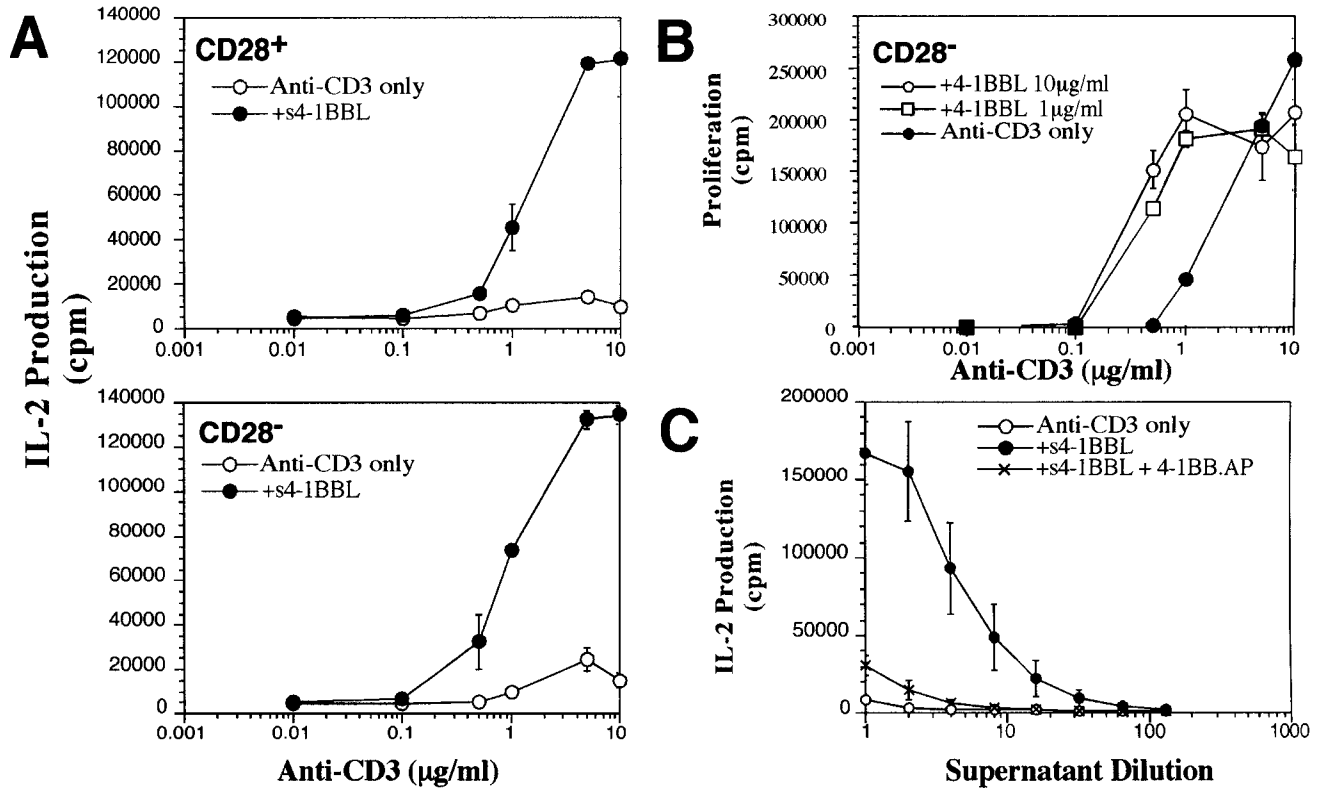 A
CD28+
Anti-CD3 only
+s4-1BBL
140000
120000
100000
80000
60000
40000
20000
0
0.001
0.01
0.1
1
10
IL-2 Production
(cpm)
CD28-
Anti-CD3 only
+s4-1BBL
140000
120000
100000
80000
60000
40000
20000
0
0.001
0.01
0.1
1
10
Anti-CD3 (µg/ml)
B
CD28-
+4-1BBL 10µg/ml
+4-1BBL 1µg/ml
Anti-CD3 only
Proliferation
(cpm)
300000
250000
200000
150000
100000
50000
0
0.001
0.01
0.1
1
10
Anti-CD3 (µg/ml)
C
Anti-CD3 only
+s4-1BBL
+s4-1BBL + 4-1BB.AP
IL-2 Production
(cpm)
200000
150000
100000
50000
0
1
10
100
1000
Supernatant Dilution